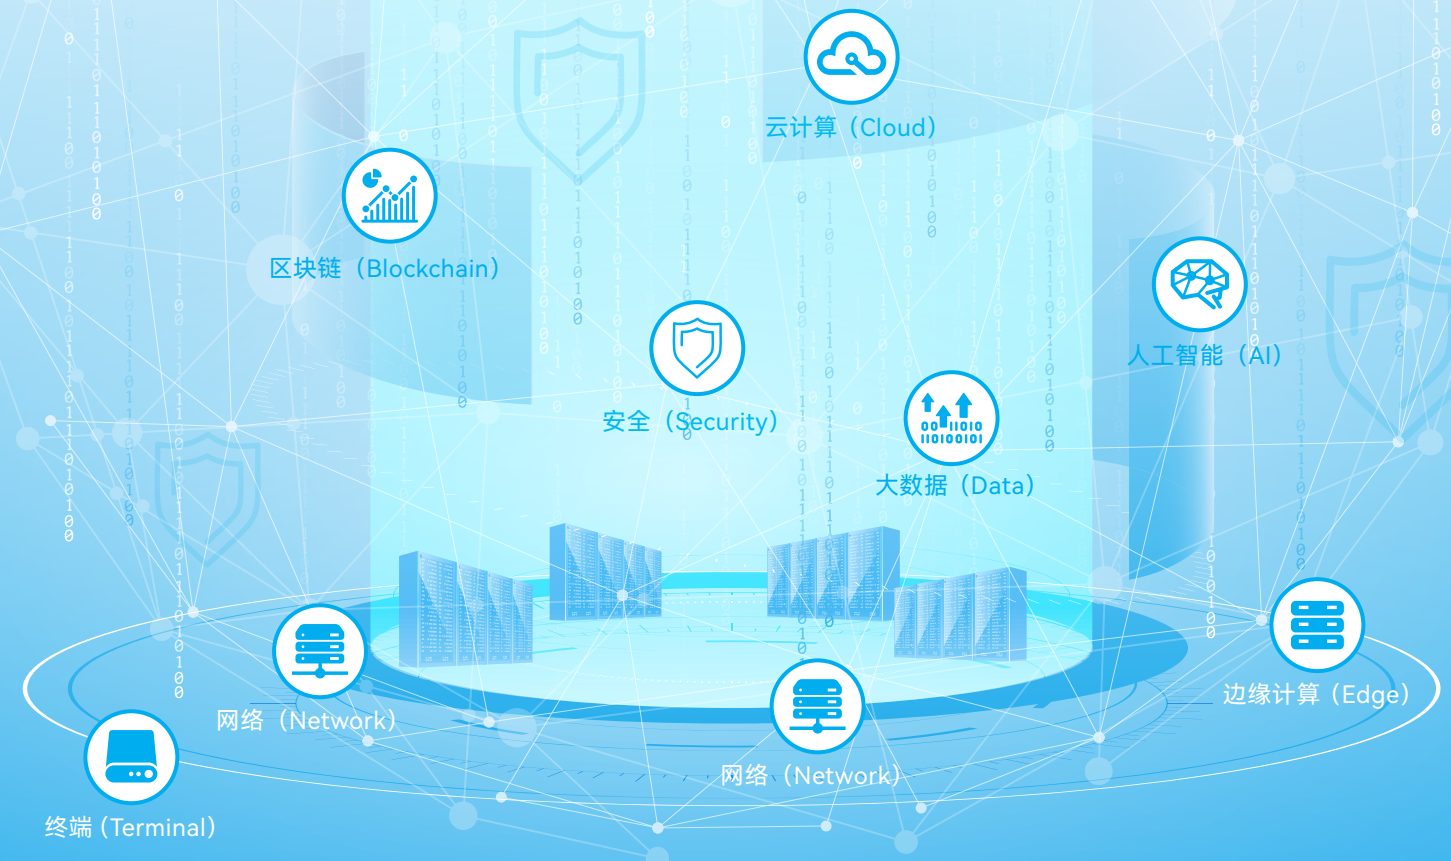 云计算（Cloud）
区块链（Blockchain）
人工智能（AI）
安全（Security）
大数据（Data）
边缘计算（Edge）
网络（Network）
网络（Network）
终端（Terminal）